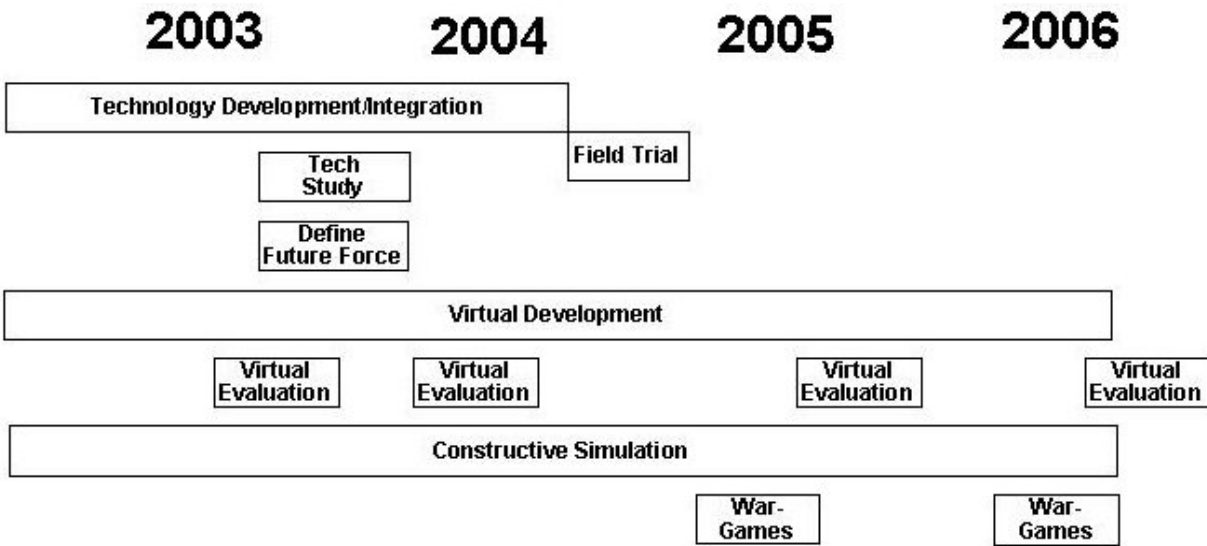 2003 2004 2005 2006
Technology Development/Integration
Field Trial
Tech
Study
Define
Future Force
Virtual Development
Virtual
Evaluation
Virtual
Evaluation
Virtual
Evaluation
Virtual
Evaluation
Constructive Simulation
War-
Games
War-
Games